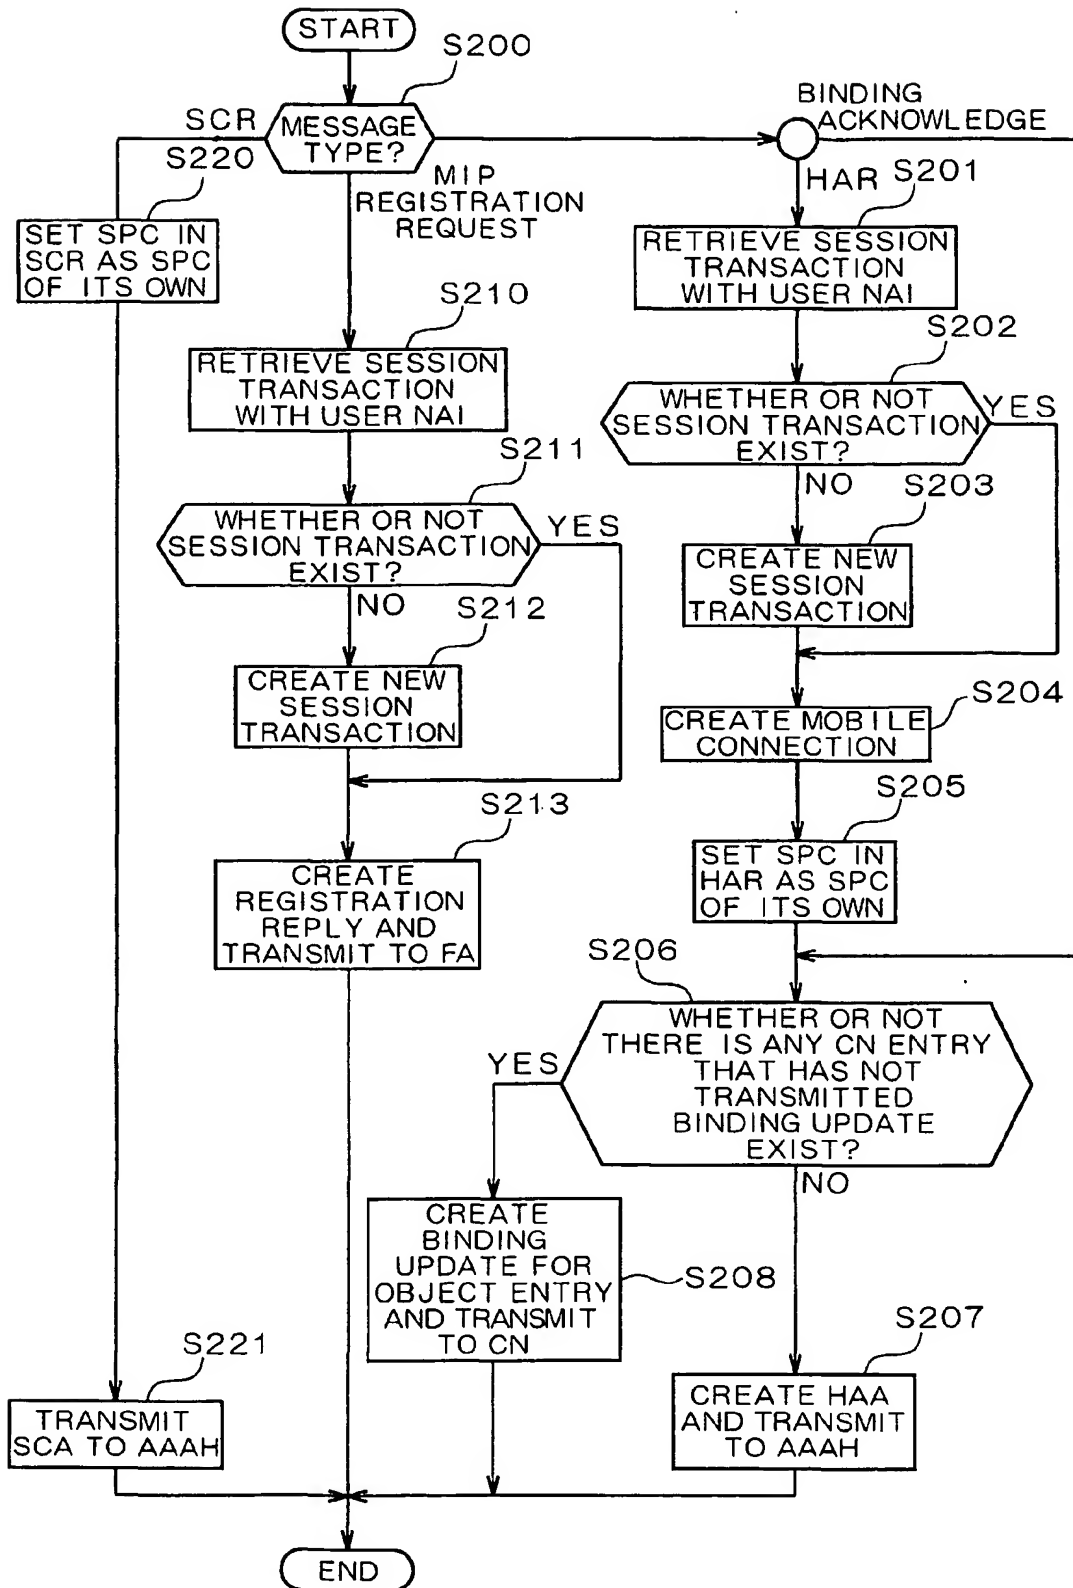 START
S200
MESSAGE
TYPE?
SCR
S220
SET SPC IN
SCR AS SPC
OF ITS OWN
MIP
REGISTRATION
REQUEST
BINDING
ACKNOWLEDGE
HAR
S201
RETRIEVE SESSION
TRANSACTION
WITH USER NAI
S210
RETRIEVE SESSION
TRANSACTION
WITH USER NAI
S202
WHETHER OR NOT
SESSION TRANSACTION
EXIST?
YES
NO
S211
WHETHER OR NOT
SESSION TRANSACTION
EXIST?
YES
NO
S203
CREATE NEW
SESSION
TRANSACTION
S212
CREATE NEW
SESSION
TRANSACTION
S204
CREATE MOBILE
CONNECTION
S213
CREATE
REGISTRATION
REPLY AND
TRANSMIT TO FA
S205
SET SPC IN
HAR AS SPC
OF ITS OWN
S206
WHETHER OR NOT
THERE IS ANY CN ENTRY
THAT HAS NOT
TRANSMITTED
BINDING UPDATE
EXIST?
YES
NO
CREATE
BINDING
UPDATE FOR
OBJECT ENTRY
AND TRANSMIT
TO CN
S208
S207
CREATE HAA
AND TRANSMIT
TO AAAH
S221
TRANSMIT
SCA TO AAAH
END